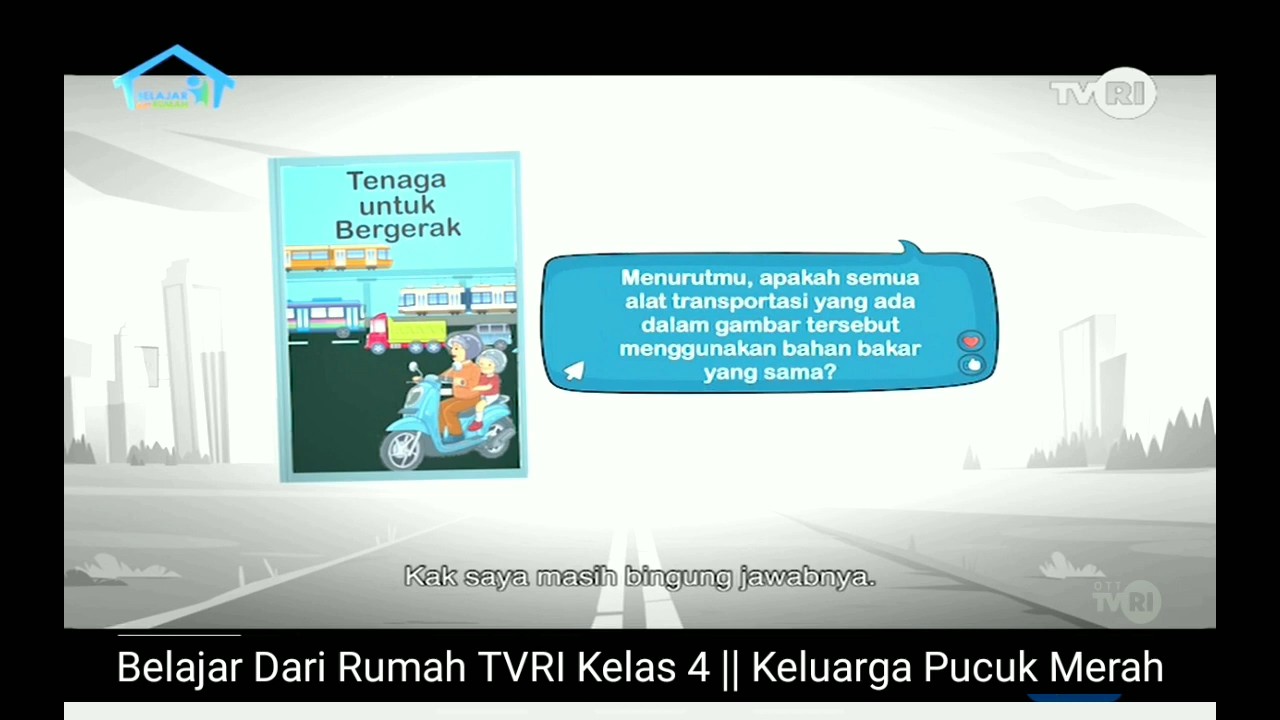 BELAJAR
RUMAH
TVRI
Tenaga
untuk
Bergerak
Menurutmu, apakah semua
alat transportasi yang ada
dalam gambar tersebut
menggunakan bahan bakar
yang sama?
Kak saya masih bingung jawabnya.
OTT
TVRI
Belajar Dari Rumah TVRI Kelas 4 || Keluarga Pucuk Merah